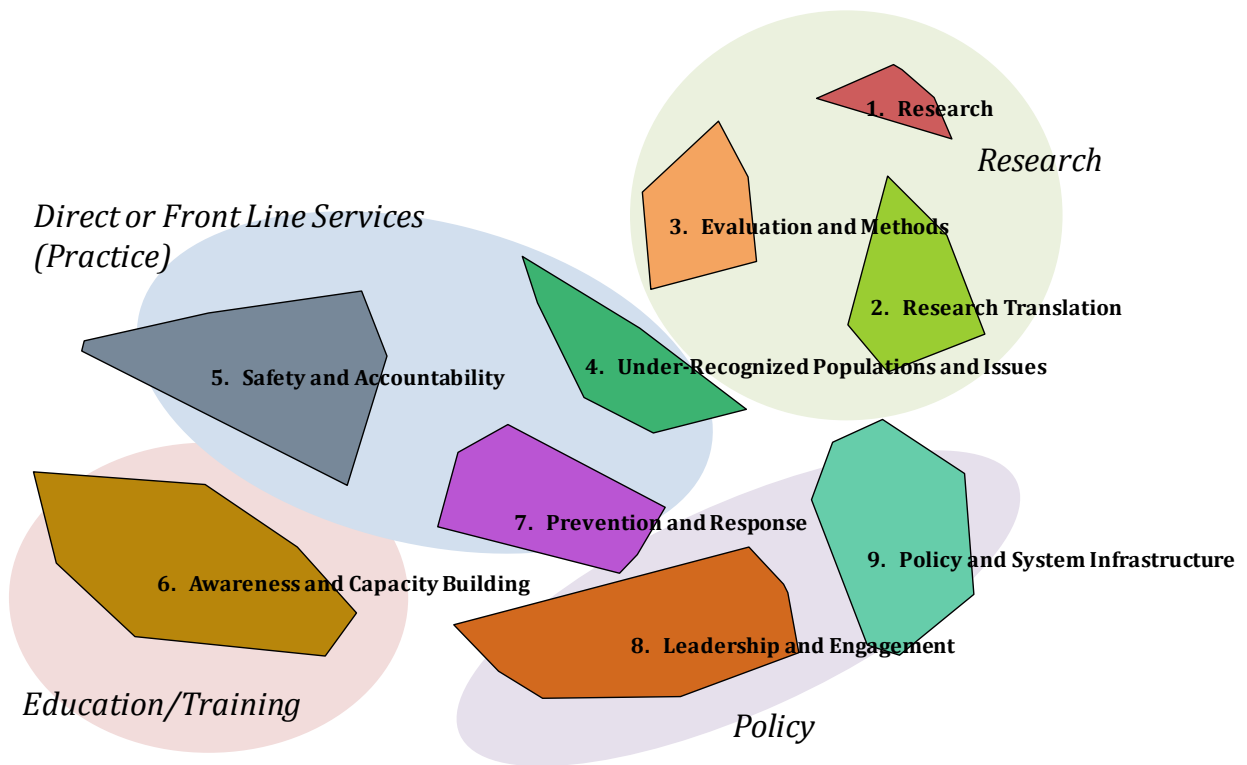 1. Research
Research
Direct or Front Line Services
(Practice)
3. Evaluation and Methods
2. Research Translation
4. Under-Recognized Populations and Issues
5. Safety and Accountability
7. Prevention and Response
9. Policy and System Infrastructure
6. Awareness and Capacity Building
8. Leadership and Engagement
Education/Training
Policy